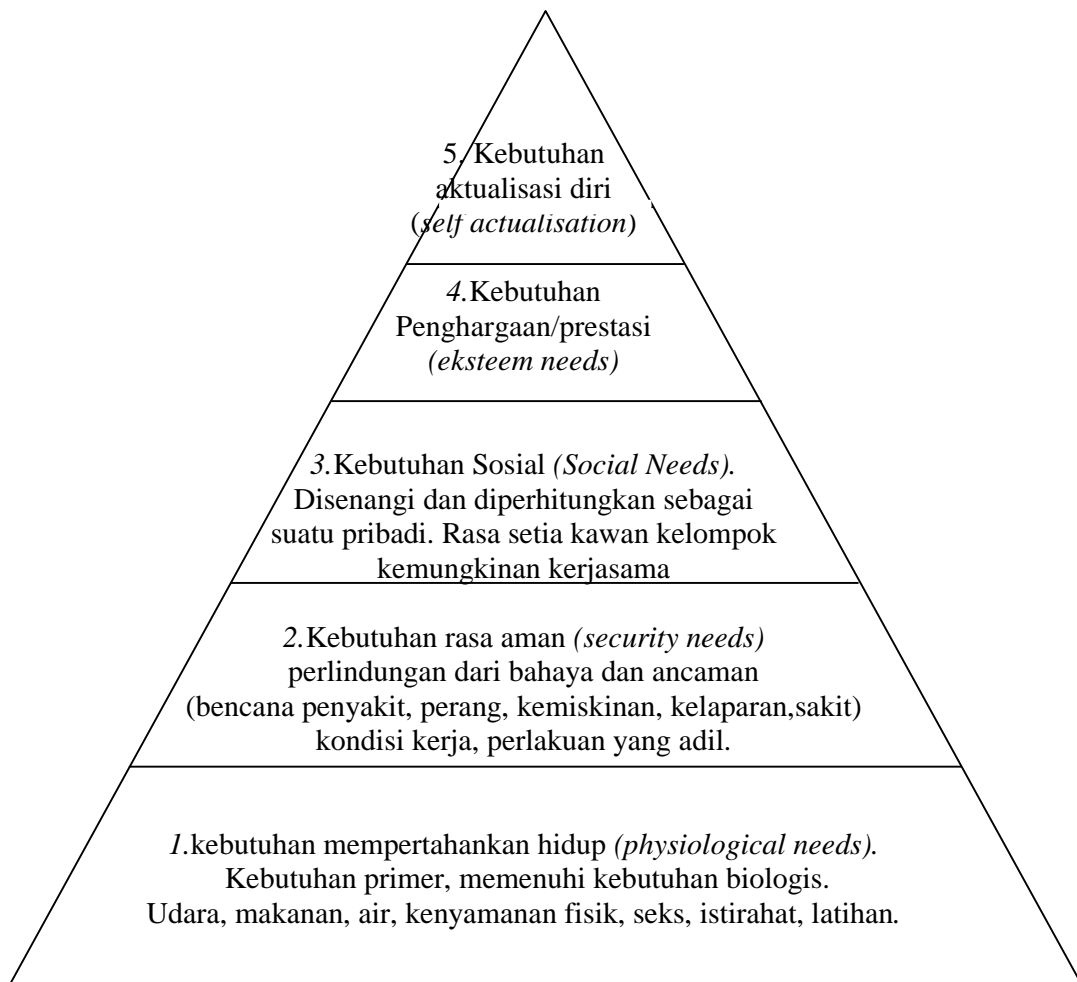 5. Kebutuhan
aktualisasi diri
(self actualisation)
4.Kebutuhan
Penghargaan/prestasi
(eksteem needs)
3.Kebutuhan Sosial (Social Needs).
Disenangi dan diperhitungkan sebagai
suatu pribadi. Rasa setia kawan kelompok
kemungkinan kerjasama
2.Kebutuhan rasa aman (security needs)
perlindungan dari bahaya dan ancaman
(bencana penyakit, perang, kemiskinan, kelaparan,sakit)
kondisi kerja, perlakuan yang adil.
1.kebutuhan mempertahankan hidup (physiological needs).
Kebutuhan primer, memenuhi kebutuhan biologis.
Udara, makanan, air, kenyamanan fisik, seks, istirahat, latihan.